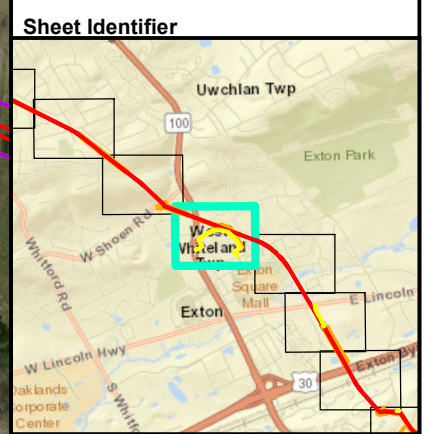 Sheet Identifier
Uwchlan Twp
100
Exton Park
W Shoen Rd
West
Whiteland
Twp
Whitford Rd
Exton
Square
Mall
Exton
E Lincoln
W Lincoln Hwy
Exton By
30
Oaklands
Corporate
Center
S Whitfo